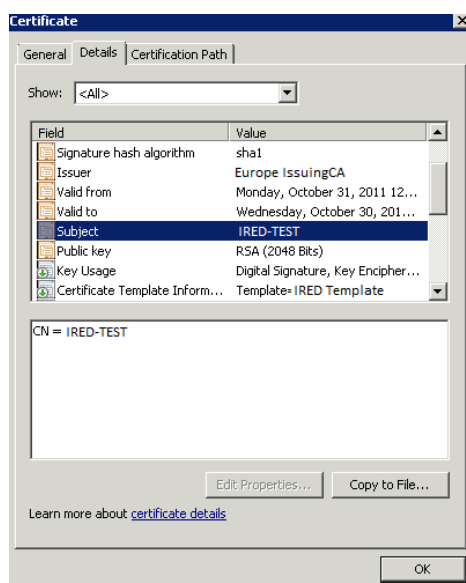 Certificate
General Details Certification Path
Show: <All>
Field Value
Signature hash algorithm sha1
Issuer Europe IssuingCA
Valid from Monday, October 31, 2011 12...
Valid to Wednesday, October 30, 201...
Subject IRED-TEST
Public key RSA (2048 Bits)
Key Usage Digital Signature, Key Encipher...
Certificate Template Inform... Template=IRED Template
CN = IRED-TEST
Edit Properties... Copy to File...
Learn more about certificate details
OK